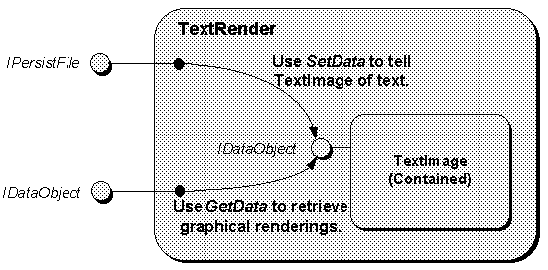 TextRender
IPersistFile
Use SetData to tell
TextImage of text.
IDataObject
TextImage
(Contained)
IDataObject
Use GetData to retrieve
graphical renderings.